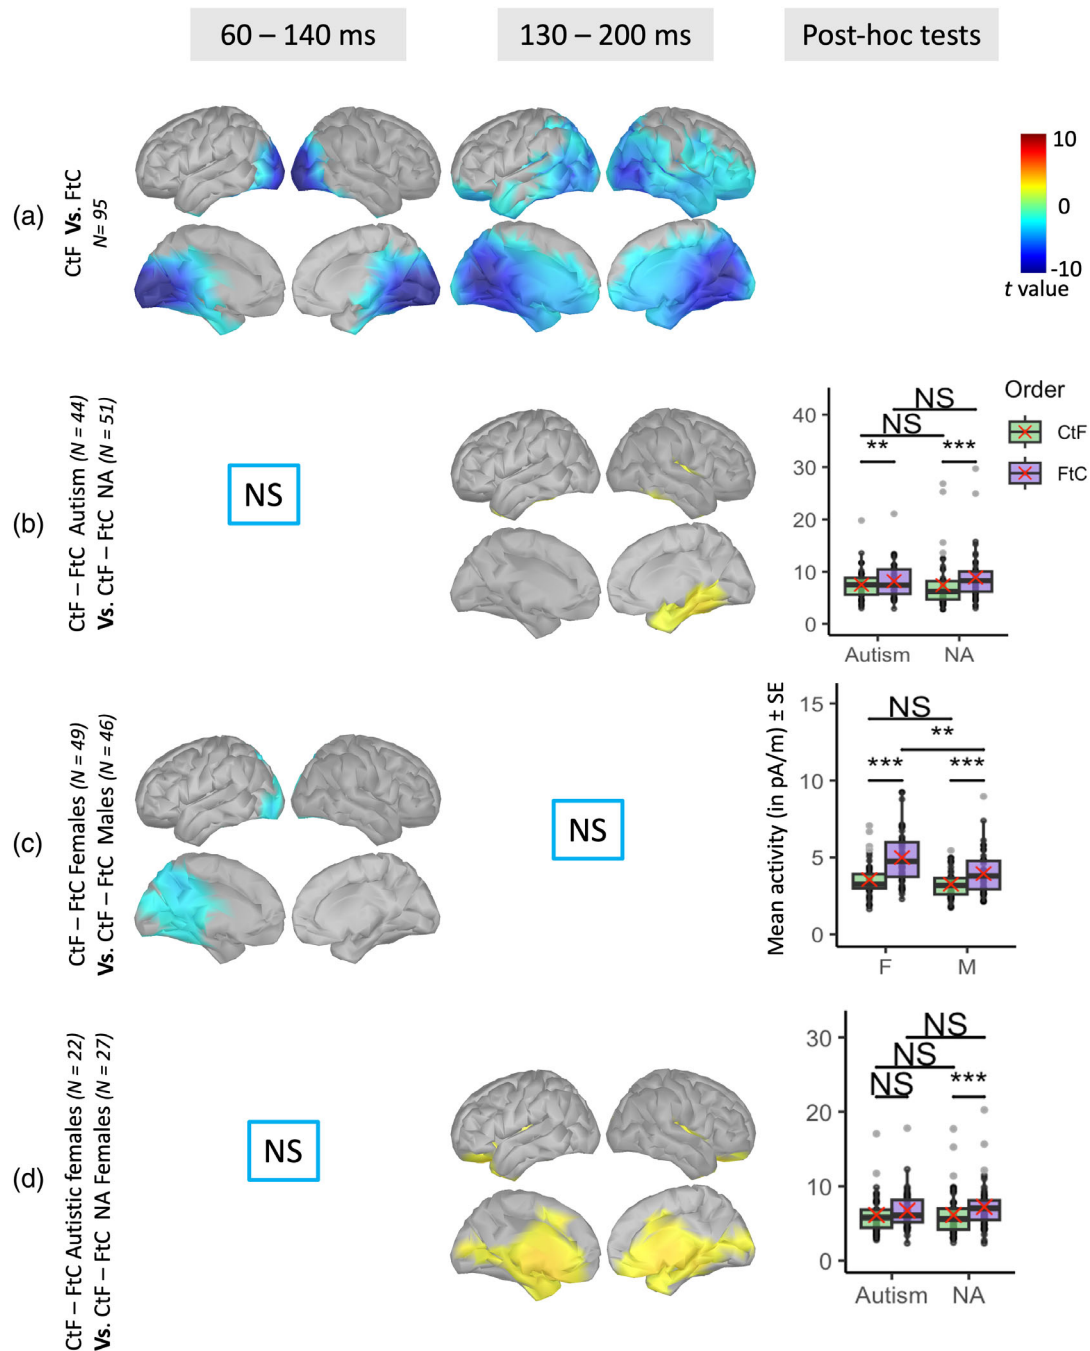 60 – 140 ms
130 – 200 ms
Post-hoc tests
(a)
CtF Vs. FtC
N= 95
10
0
-10
t value
(b)
CtF – FtC Autism (N = 44)
Vs. CtF – FtC NA (N = 51)
NS
40
30
20
10
0
NS
NS
**
***
Autism
NA
Order
CtF
FtC
(c)
CtF – FtC Females (N = 49)
Vs. CtF – FtC Males (N = 46)
NS
Mean activity (in pA/m) ± SE
15
10
5
0
NS
**
***
***
F
M
(d)
CtF – FtC Autistic females (N = 22)
Vs. CtF – FtC NA Females (N = 27)
NS
30
20
10
0
NS
NS
NS
***
Autism
NA